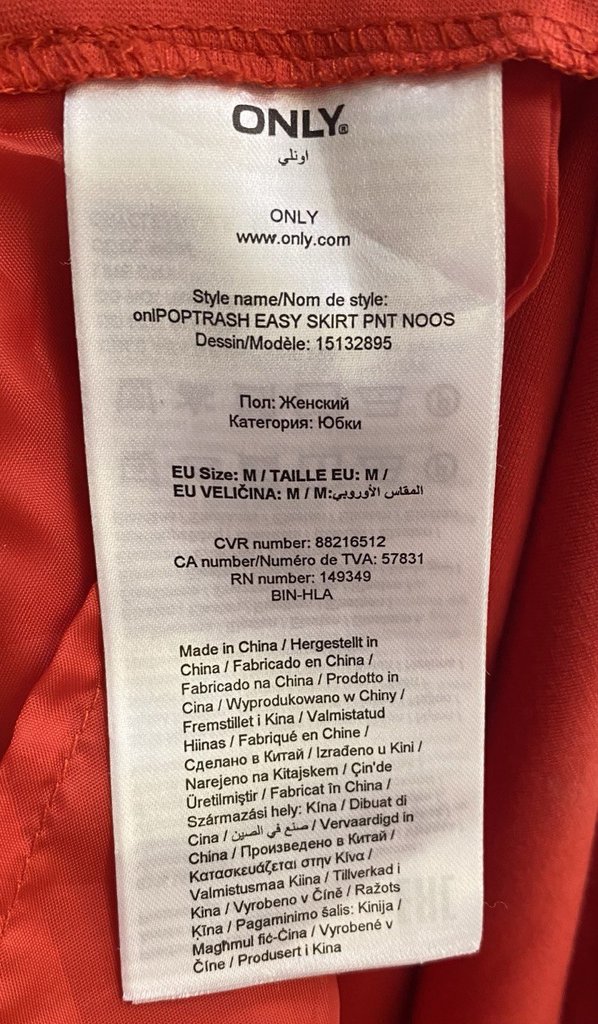 ONLY®
اونلي
ONLY
www.only.com
Style name/Nom de style:
onlPOPTRASH EASY SKIRT PNT NOOS
Dessin/Modèle: 15132895
Пол: Женский
Категория: Юбки
EU Size: M / TAILLE EU: M /
EU VELIČINA: M / M:المقاس الأوروبي
CVR number: 88216512
CA number/Numéro de TVA: 57831
RN number: 149349
BIN-HLA
Made in China / Hergestellt in
China / Fabricado en China /
Fabricado na China / Prodotto in
Cina / Wyprodukowano w Chiny /
Fremstillet i Kina / Valmistatud
Hiinas / Fabriqué en Chine /
Сделано в Китай / Izrađeno u Kini /
Narejeno na Kitajskem / Çin'de
Üretilmiştir / Fabricat în China /
Származási hely: Kína / Dibuat di
Cina / صنع في الصين / Vervaardigd in
China / Произведено в Китай /
Κατασκευάζεται στην Κίνα /
Valmistusmaa Kiina / Tillverkad i
Kina / Vyrobeno v Číně / Ražots
Ķīna / Pagaminimo šalis: Kinija /
Magħmul fiċ-Ċina / Vyrobené v
Číne / Produsert i Kina